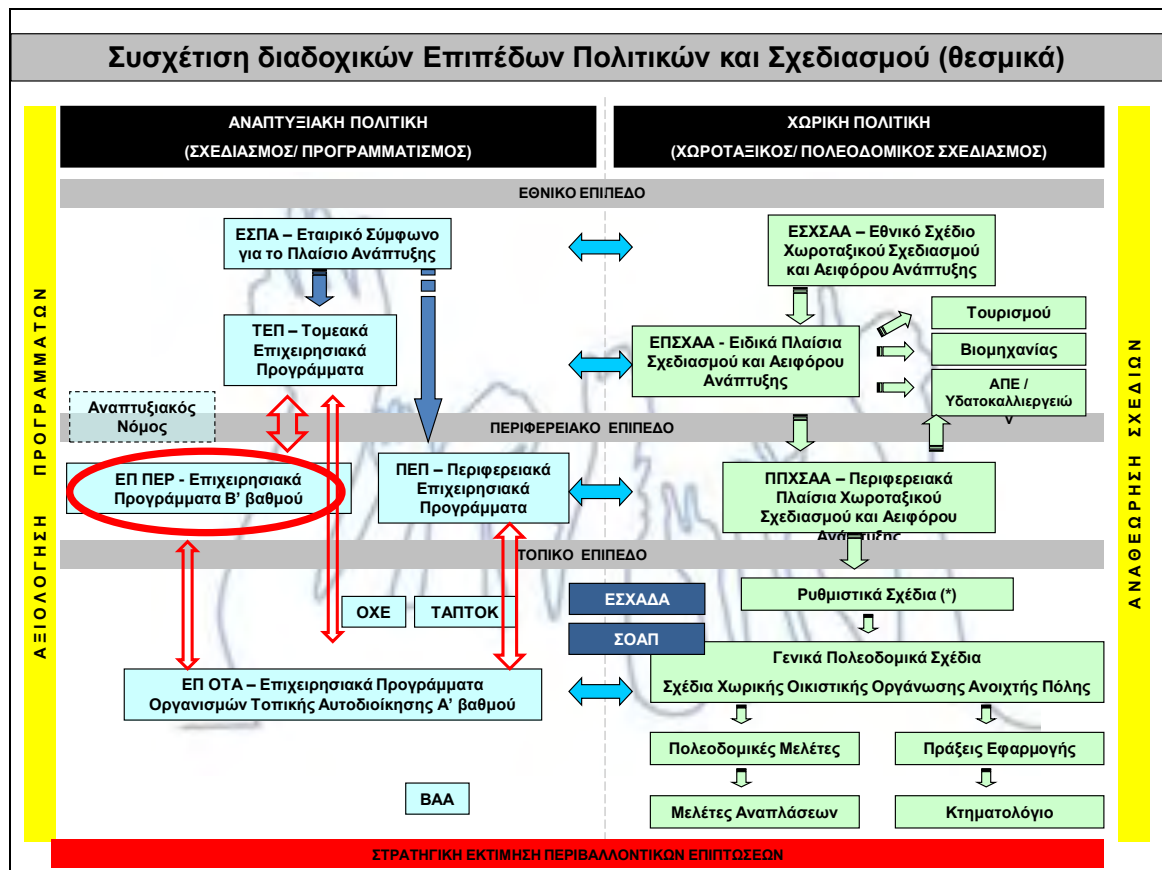 Συσχέτιση διαδοχικών Επιπέδων Πολιτικών και Σχεδιασμού (θεσμικά)
ΑΝΑΠΤΥΞΙΑΚΗ ΠΟΛΙΤΙΚΗ
(ΣΧΕΔΙΑΣΜΟΣ/ ΠΡΟΓΡΑΜΜΑΤΙΣΜΟΣ)
ΧΩΡΙΚΗ ΠΟΛΙΤΙΚΗ
(ΧΩΡΟΤΑΞΙΚΟΣ/ ΠΟΛΕΟΔΟΜΙΚΟΣ ΣΧΕΔΙΑΣΜΟΣ)
ΑΞΙΟΛΟΓΗΣΗ ΠΡΟΓΡΑΜΜΑΤΩΝ
ΑΝΑΘΕΩΡΗΣΗ ΣΧΕΔΙΩΝ
ΕΘΝΙΚΟ ΕΠΙΠΕΔΟ
ΕΣΠΑ – Εταιρικό Σύμφωνο
για το Πλαίσιο Ανάπτυξης
ΕΣΧΣΑΑ – Εθνικό Σχέδιο
Χωροταξικού Σχεδιασμού
και Αειφόρου Ανάπτυξης
ΤΕΠ – Τομεακά
Επιχειρησιακά
Προγράμματα
ΕΠΣΧΑΑ - Ειδικά Πλαίσια
Σχεδιασμού και Αειφόρου
Ανάπτυξης
Τουρισμού
Βιομηχανίας
ΑΠΕ /
Υδατοκαλλιεργειώ
ν
Αναπτυξιακός
Νόμος
ΠΕΡΙΦΕΡΕΙΑΚΟ ΕΠΙΠΕΔΟ
ΕΠ ΠΕΡ - Επιχειρησιακά
Προγράμματα Β' βαθμού
ΠΕΠ – Περιφερειακά
Επιχειρησιακά
Προγράμματα
ΠΠΧΣΑΑ – Περιφερειακά
Πλαίσια Χωροταξικού
Σχεδιασμού και Αειφόρου
Ανάπτυξης
ΤΟΠΙΚΟ ΕΠΙΠΕΔΟ
ΟΧΕ
ΤΑΠΤΟΚ
ΕΣΧΑΔΑ
ΣΟΑΠ
Ρυθμιστικά Σχέδια (*)
Γενικά Πολεοδομικά Σχέδια
Σχέδια Χωρικής Οικιστικής Οργάνωσης Ανοιχτής Πόλης
ΕΠ ΟΤΑ – Επιχειρησιακά Προγράμματα
Οργανισμών Τοπικής Αυτοδιοίκησης Α' βαθμού
Πολεοδομικές Μελέτες
Πράξεις Εφαρμογής
ΒΑΑ
Μελέτες Αναπλάσεων
Κτηματολόγιο
ΣΤΡΑΤΗΓΙΚΗ ΕΚΤΙΜΗΣΗ ΠΕΡΙΒΑΛΛΟΝΤΙΚΩΝ ΕΠΙΠΤΩΣΕΩΝ